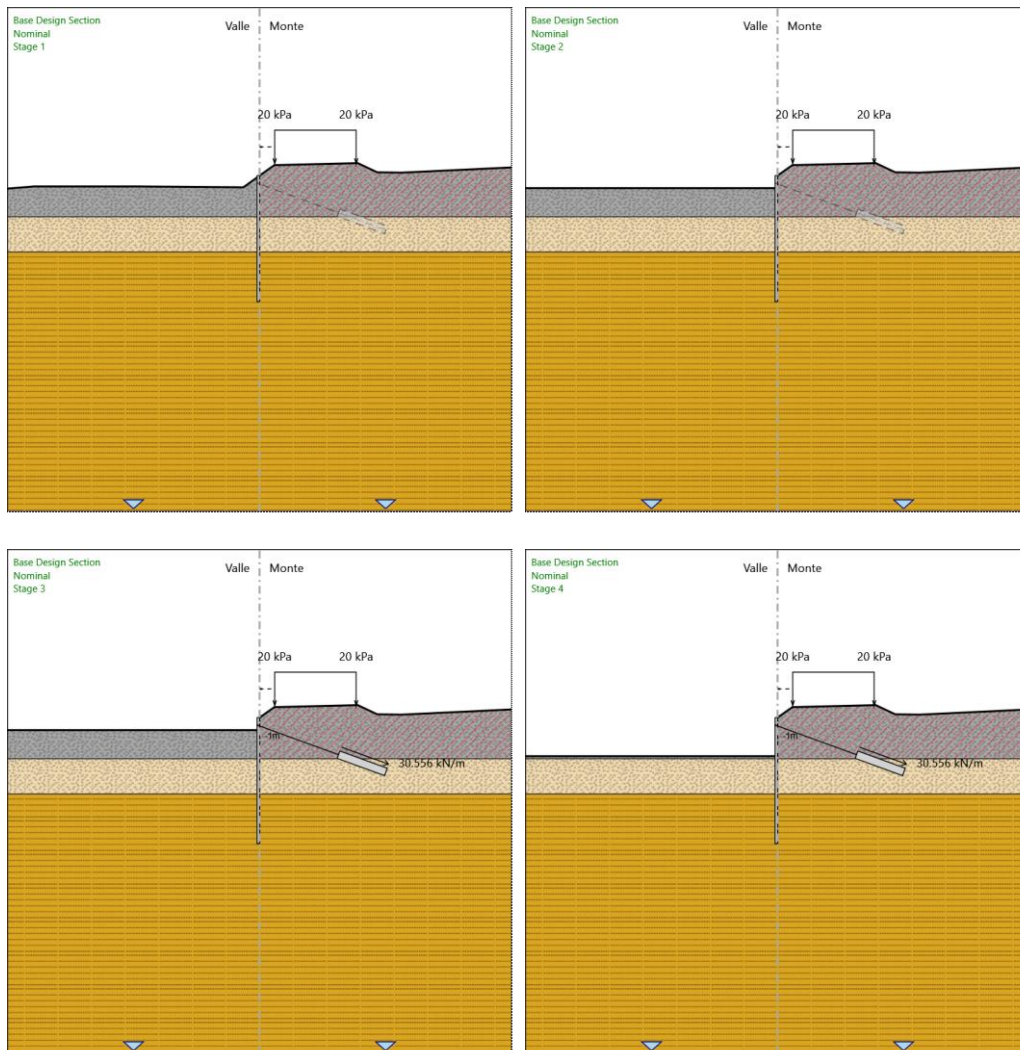 Base Design Section
Nominal
Stage 1
Valle Monte
20 kPa 20 kPa
Base Design Section
Nominal
Stage 2
Valle Monte
20 kPa 20 kPa
Base Design Section
Nominal
Stage 3
Valle Monte
20 kPa 20 kPa
-1m
30.556 kN/m
Base Design Section
Nominal
Stage 4
Valle Monte
20 kPa 20 kPa
-1m
30.556 kN/m